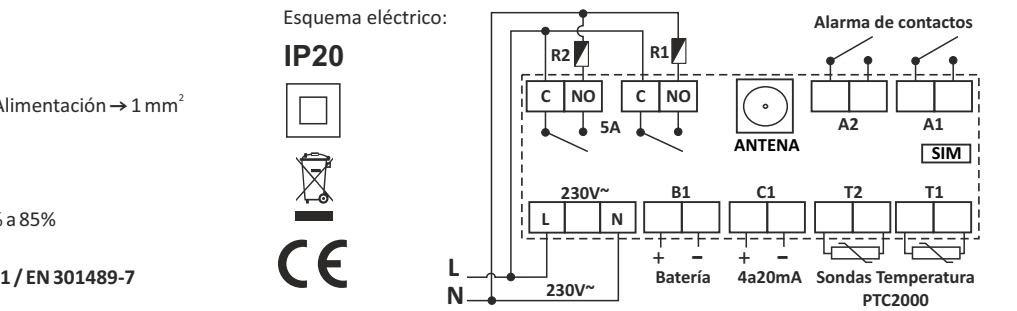 Esquema eléctrico:
IP20
Alimentación → 1 mm²
% a 85%
1 / EN 301489-7
CE
Alarma de contactos
R2
R1
C NO C NO
5A
ANTENA
A2 A1
SIM
230V~ B1 C1 T2 T1
L N
+ − + −
Batería 4a20mA Sondas Temperatura
PTC2000
L
N
230V~